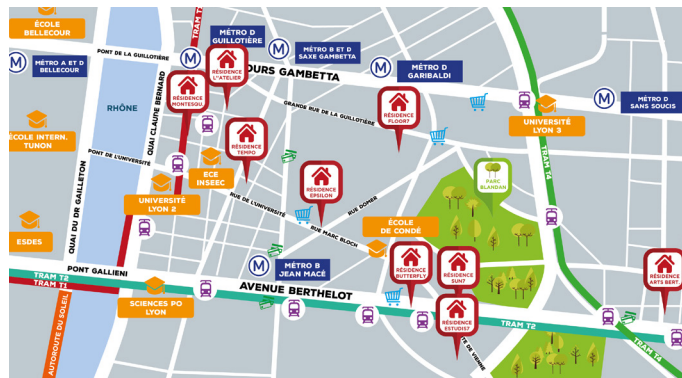 ÉCOLE
BELLECOUR
PONT DE LA GUILLOTIÈRE
MÉTRO A ET D
BELLECOUR
MÉTRO D
GUILLOTIÈRE
MÉTRO B ET D
SAXE GAMBETTA
TRAM T1
RÉSIDENCE
L'ATELIER
OURS GAMBETTA
MÉTRO D
GARIBALDI
MÉTRO D
SANS SOUCIS
RÉSIDENCE
MONTESQU.
RHÔNE
QUAI CLAUDE BERNARD
GRANDE RUE DE LA GUILLOTIÈRE
RÉSIDENCE
FLOOR7
UNIVERSITÉ
LYON 3
ÉCOLE INTERN.
TUNON
PONT DE L'UNIVERSITÉ
RÉSIDENCE
TEMPO
ECE
INSEEC
UNIVERSITÉ
LYON 2
RÉSIDENCE
EPSILON
PARC
BLANDAN
TRAM T4
QUAI DU DR GAILLETON
RUE DE L'UNIVERSITÉ
RUE DOMER
RUE MARC BLOCH
ÉCOLE
DE CONDÉ
ESDES
PONT GALLIENI
MÉTRO B
JEAN MACÉ
RÉSIDENCE
BUTTERFLY
RÉSIDENCE
SUN7
RÉSIDENCE
ARTS BERT.
TRAM T2
TRAM T1
SCIENCES PO
LYON
AVENUE BERTHELOT
RÉSIDENCE
ESTUDI57
TRAM T2
TE DE VIENNE
AUTOROUTE DU SOLEIL
TRAM T4